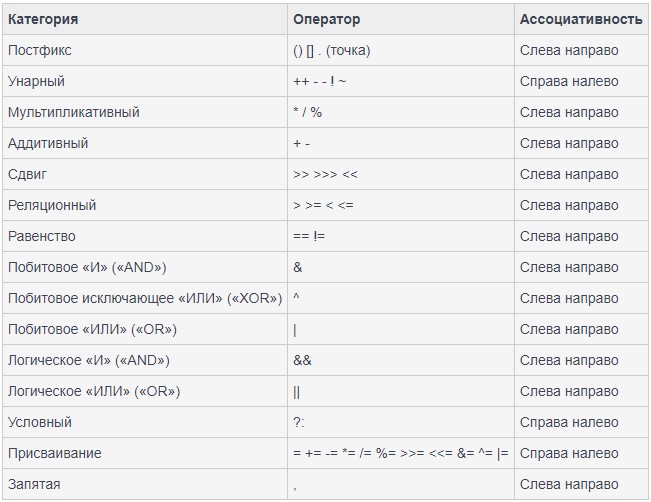 Категория Оператор Ассоциативность
Постфикс () [] . (точка) Слева направо
Унарный ++ - - ! ~ Справа налево
Мультипликативный * / % Слева направо
Аддитивный + - Слева направо
Сдвиг >> >>> << Слева направо
Реляционный > >= < <= Слева направо
Равенство == != Слева направо
Побитовое «И» («AND») & Слева направо
Побитовое исключающее «ИЛИ» («XOR») ^ Слева направо
Побитовое «ИЛИ» («OR») | Слева направо
Логическое «И» («AND») && Слева направо
Логическое «ИЛИ» («OR») || Слева направо
Условный ?: Справа налево
Присваивание = += -= *= /= %= >>= <<= &= ^= |= Справа налево
Запятая , Слева направо